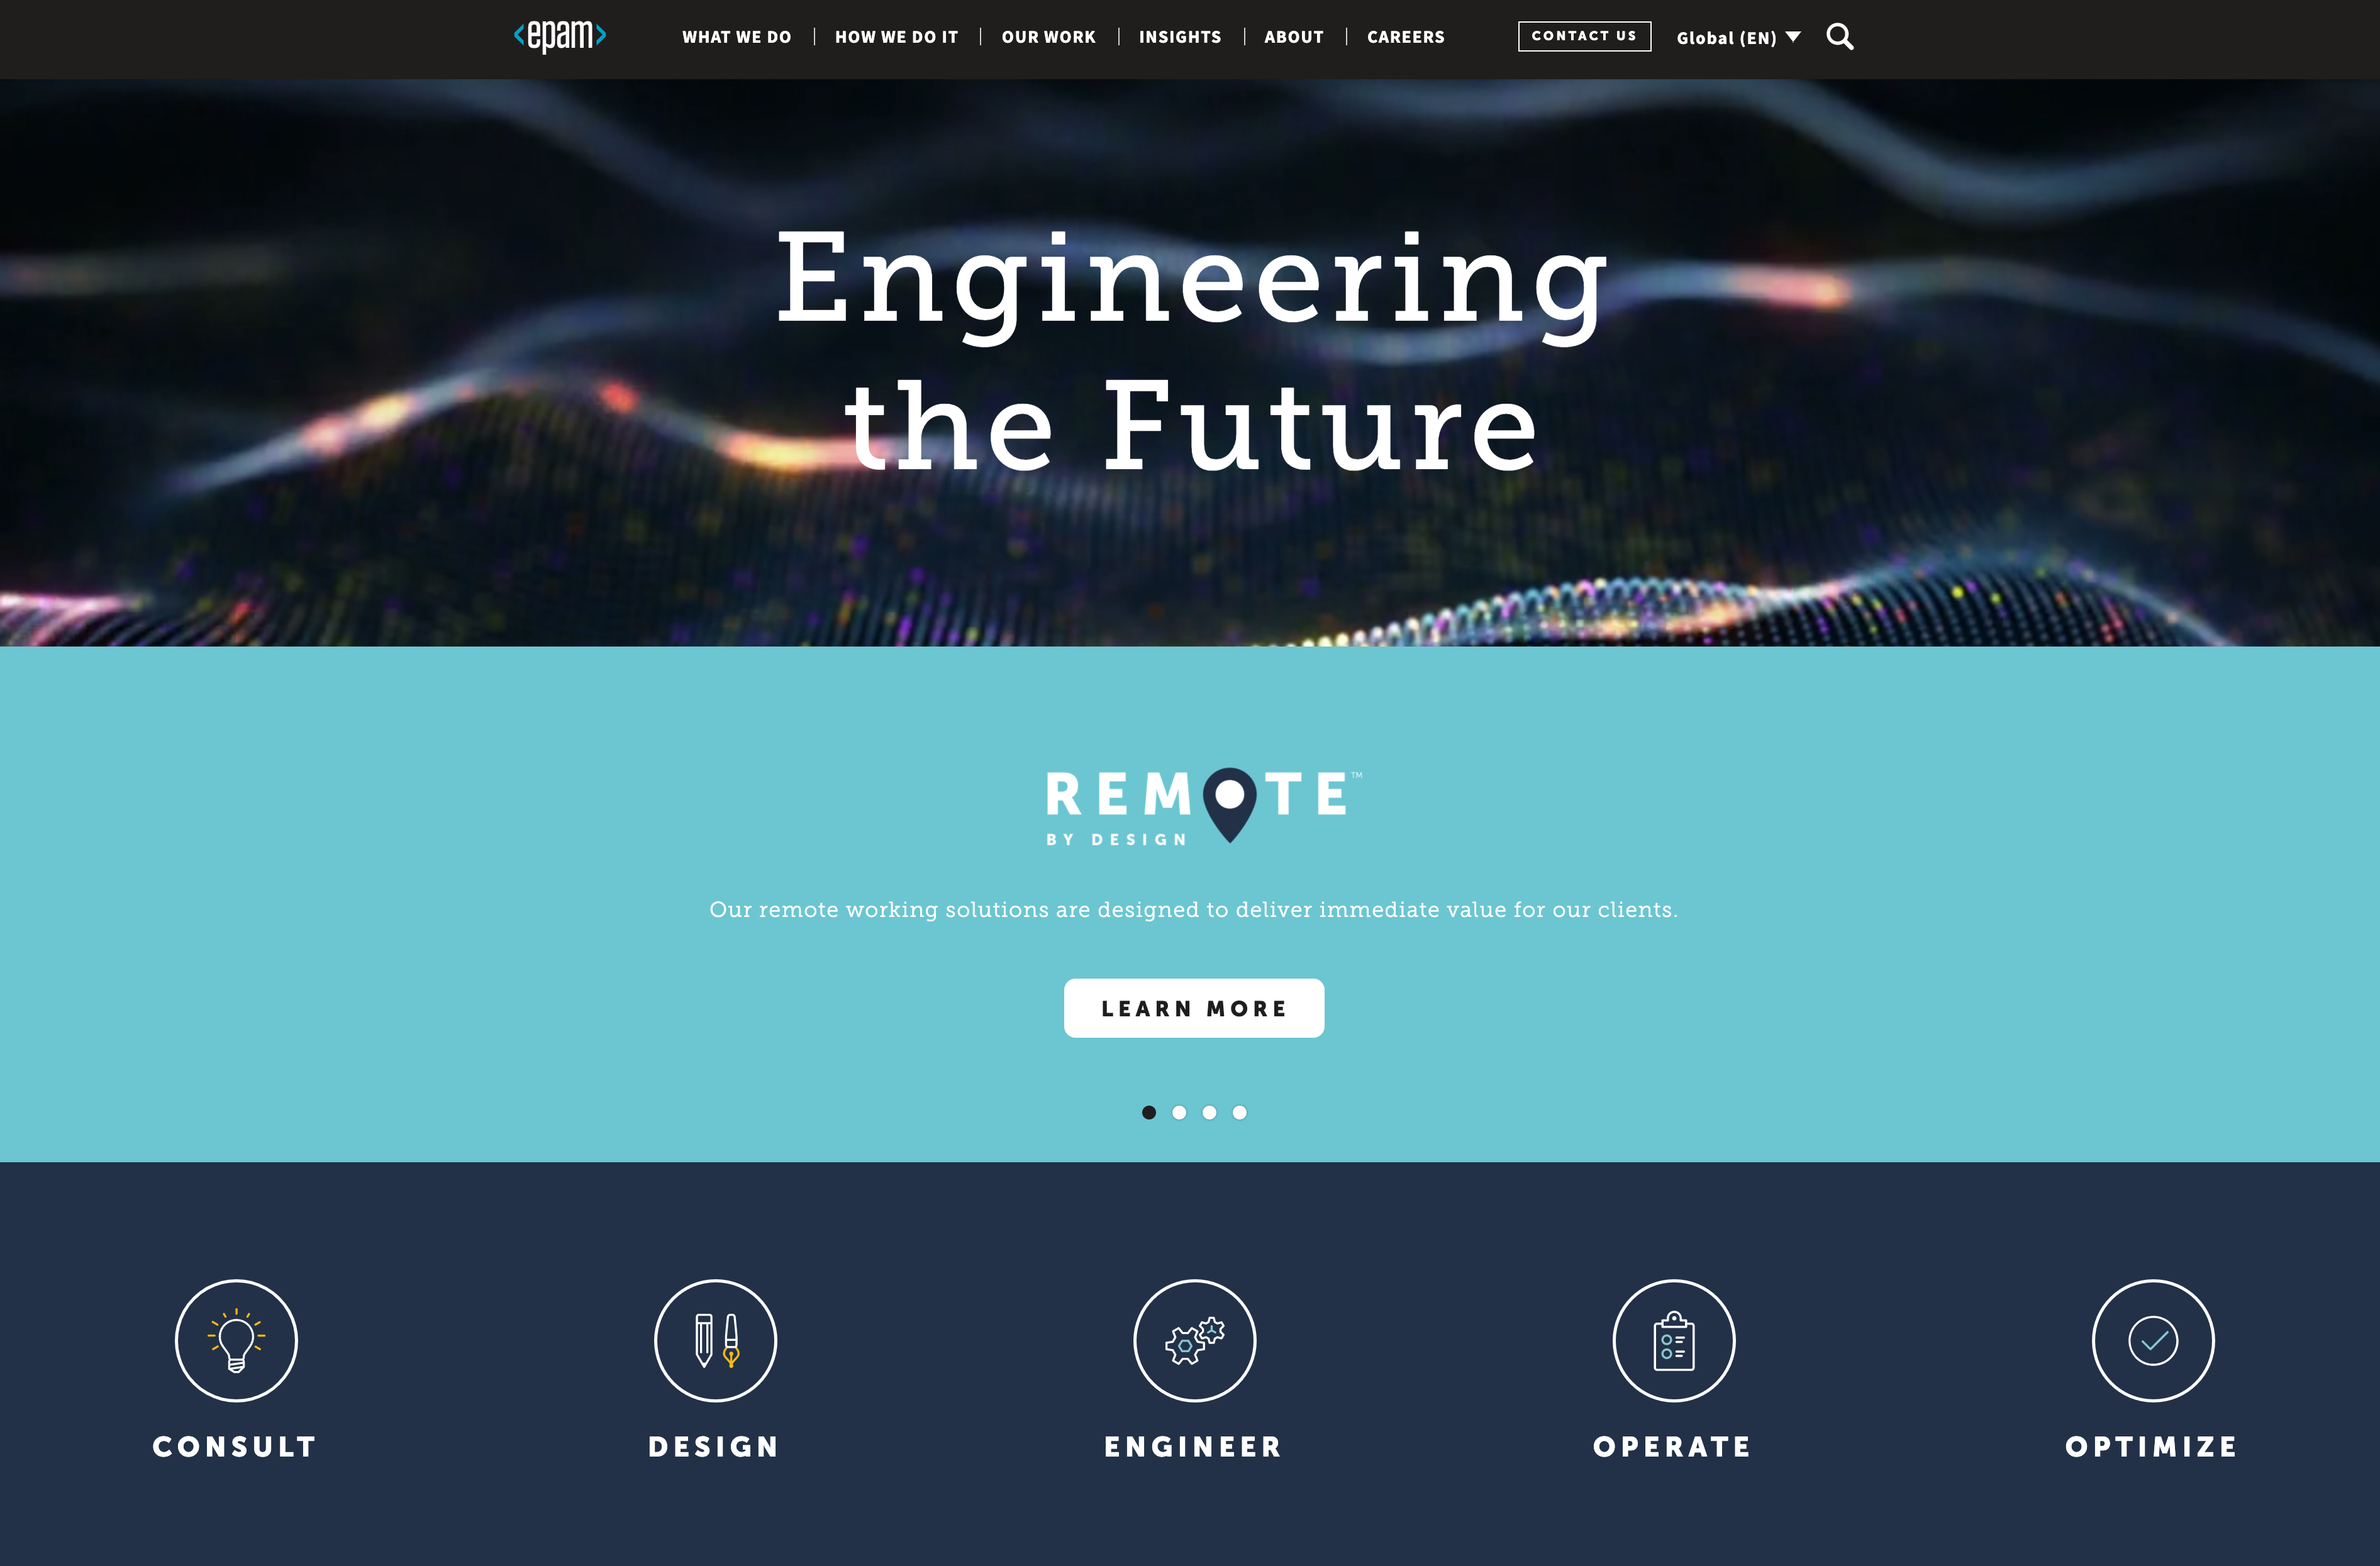 <epam>
WHAT WE DO | HOW WE DO IT | OUR WORK | INSIGHTS | ABOUT | CAREERS
CONTACT US
Global (EN)
Engineering
the Future
REMOTE™
BY DESIGN
Our remote working solutions are designed to deliver immediate value for our clients.
LEARN MORE
CONSULT
DESIGN
ENGINEER
OPERATE
OPTIMIZE